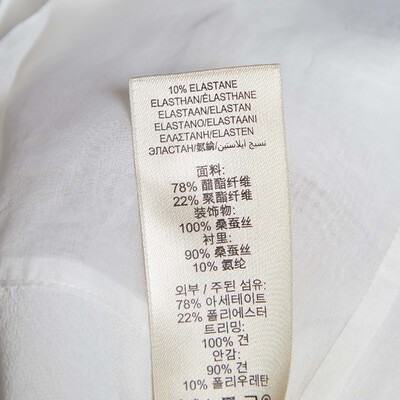 10% ELASTANE
ELASTHAN/ÉLASTHANNE
ELASTAAN/ELASTAN
ELASTANO/ELASTAANI
ΕΛΑΣΤΑΝΗ/ELASTEN
ЭЛАСТАН/氨綸/نسيج ايلاستين
面料:
78% 醋酯纤维
22% 聚酯纤维
装饰物:
100% 桑蚕丝
衬里:
90% 桑蚕丝
10% 氨纶
외부 / 주된 섬유:
78% 아세테이트
22% 폴리에스터
트리밍:
100% 견
안감:
90% 견
10% 폴리우레탄